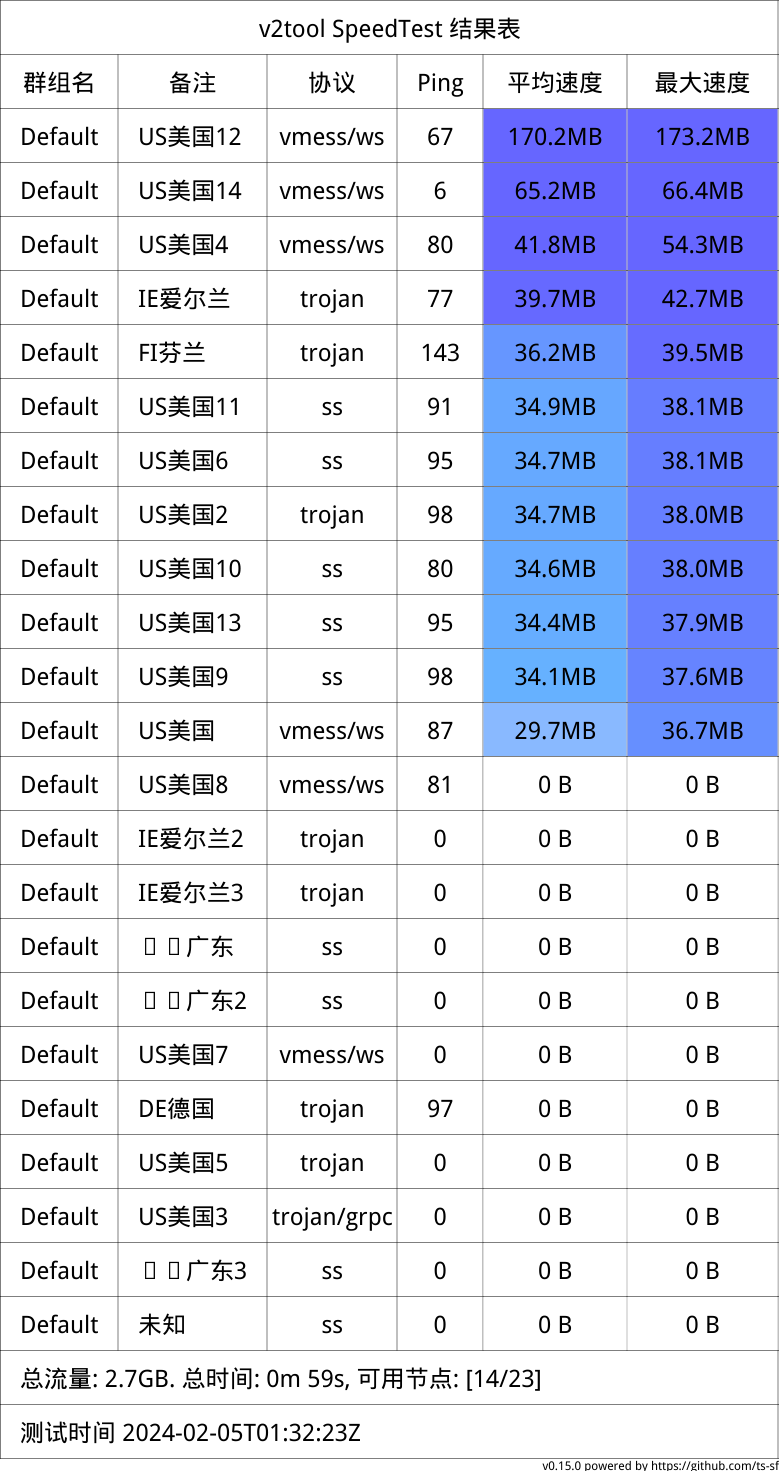 v2tool SpeedTest 结果表
群组名 备注 协议 Ping 平均速度 最大速度
Default US美国12 vmess/ws 67 170.2MB 173.2MB
Default US美国14 vmess/ws 6 65.2MB 66.4MB
Default US美国4 vmess/ws 80 41.8MB 54.3MB
Default IE爱尔兰 trojan 77 39.7MB 42.7MB
Default FI芬兰 trojan 143 36.2MB 39.5MB
Default US美国11 ss 91 34.9MB 38.1MB
Default US美国6 ss 95 34.7MB 38.1MB
Default US美国2 trojan 98 34.7MB 38.0MB
Default US美国10 ss 80 34.6MB 38.0MB
Default US美国13 ss 95 34.4MB 37.9MB
Default US美国9 ss 98 34.1MB 37.6MB
Default US美国 vmess/ws 87 29.7MB 36.7MB
Default US美国8 vmess/ws 81 0 B 0 B
Default IE爱尔兰2 trojan 0 0 B 0 B
Default IE爱尔兰3 trojan 0 0 B 0 B
Default 广东 ss 0 0 B 0 B
Default 广东2 ss 0 0 B 0 B
Default US美国7 vmess/ws 0 0 B 0 B
Default DE德国 trojan 97 0 B 0 B
Default US美国5 trojan 0 0 B 0 B
Default US美国3 trojan/grpc 0 0 B 0 B
Default 广东3 ss 0 0 B 0 B
Default 未知 ss 0 0 B 0 B
总流量: 2.7GB. 总时间: 0m 59s, 可用节点: [14/23]
测试时间 2024-02-05T01:32:23Z
v0.15.0 powered by https://github.com/ts-sf